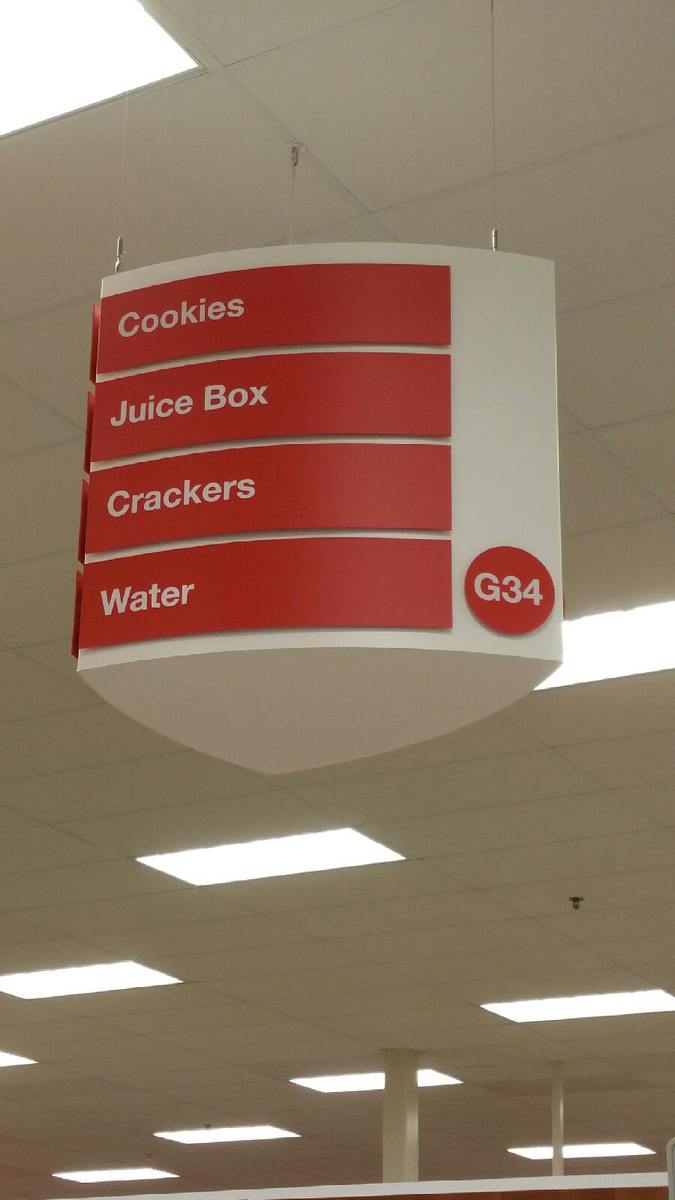 Cookies
Juice Box
Crackers
Water
G34